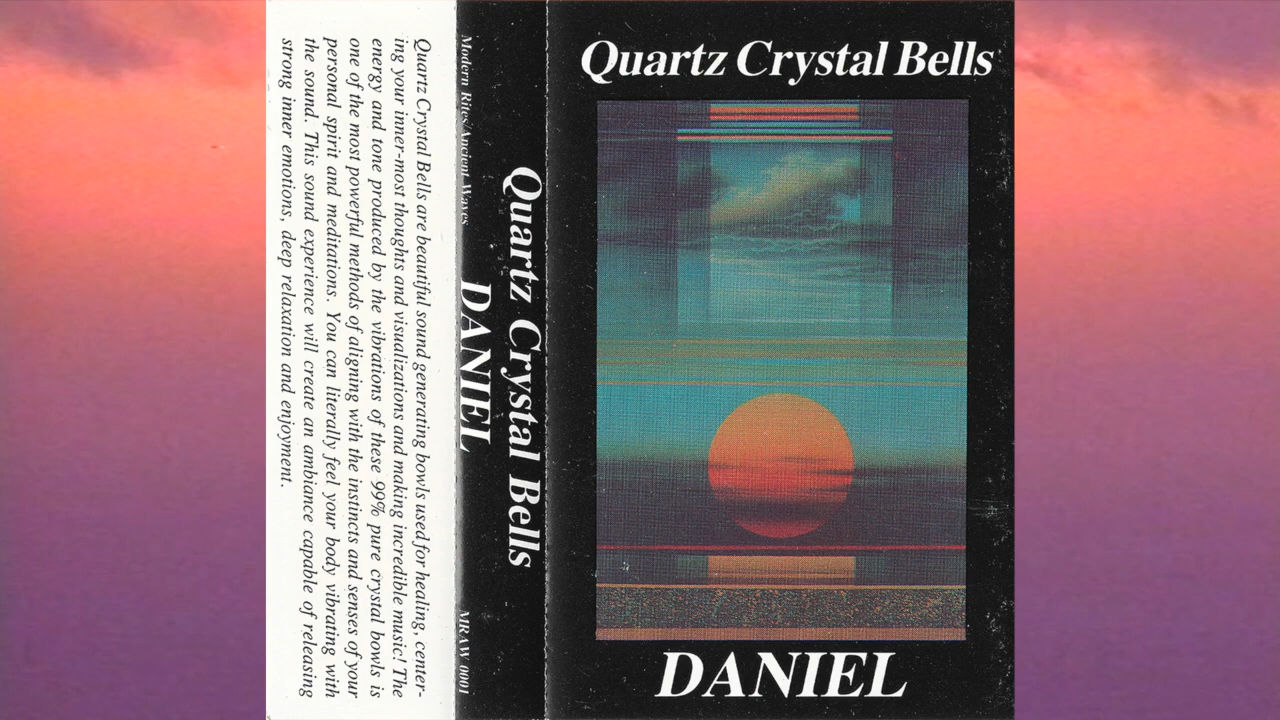 Quartz Crystal Bells
DANIEL
Quartz Crystal Bells
DANIEL
Modern Rites/Ancient Waves
MRAW 0001
Quartz Crystal Bells are beautiful sound generating bowls used for healing, center-
ing your inner-most thoughts and visualizations and making incredible music! The
energy and tone produced by the vibrations of these 99% pure crystal bowls is
one of the most powerful methods of aligning with the instincts and senses of your
personal spirit and meditations. You can literally feel your body vibrating with
the sound. This sound experience will create an ambiance capable of releasing
strong inner emotions, deep relaxation and enjoyment.